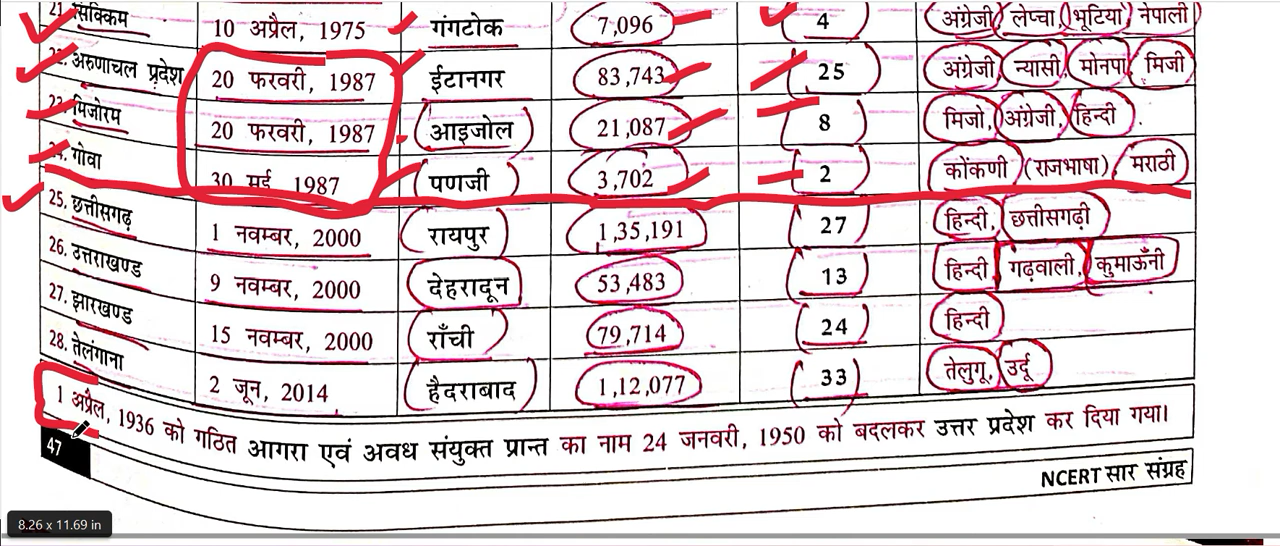 21. सिक्किम 10 अप्रैल, 1975 गंगटोक 7,096 4 अंग्रेजी, लेप्चा, भूटिया, नेपाली
22. अरुणाचल प्रदेश 20 फरवरी, 1987 ईटानगर 83,743 25 अंग्रेजी, न्यासी, मोनपा, मिजी
23. मिजोरम 20 फरवरी, 1987 आइजोल 21,087 8 मिजो, अंग्रेजी, हिन्दी
24. गोवा 30 मई, 1987 पणजी 3,702 2 कोंकणी (राजभाषा), मराठी
25. छत्तीसगढ़ 1 नवम्बर, 2000 रायपुर 1,35,191 27 हिन्दी, छत्तीसगढ़ी
26. उत्तराखण्ड 9 नवम्बर, 2000 देहरादून 53,483 13 हिन्दी, गढ़वाली, कुमाऊँनी
27. झारखण्ड 15 नवम्बर, 2000 राँची 79,714 24 हिन्दी
28. तेलंगाना 2 जून, 2014 हैदराबाद 1,12,077 33 तेलुगू, उर्दू
1 अप्रैल, 1936 को गठित आगरा एवं अवध संयुक्त प्रान्त का नाम 24 जनवरी, 1950 को बदलकर उत्तर प्रदेश कर दिया गया।
47
NCERT सार संग्रह
8.26 x 11.69 in